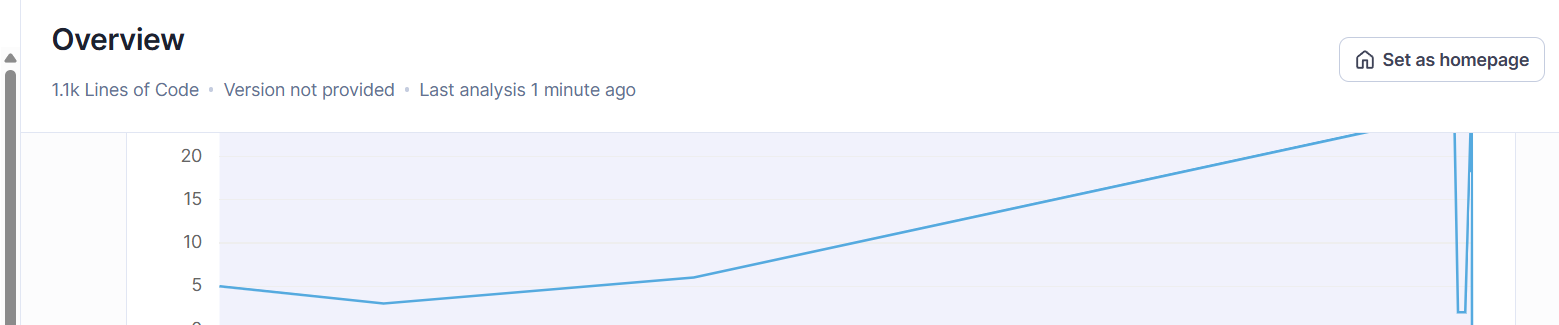 Overview
Set as homepage
1.1k Lines of Code • Version not provided • Last analysis 1 minute ago
20
15
10
5
0